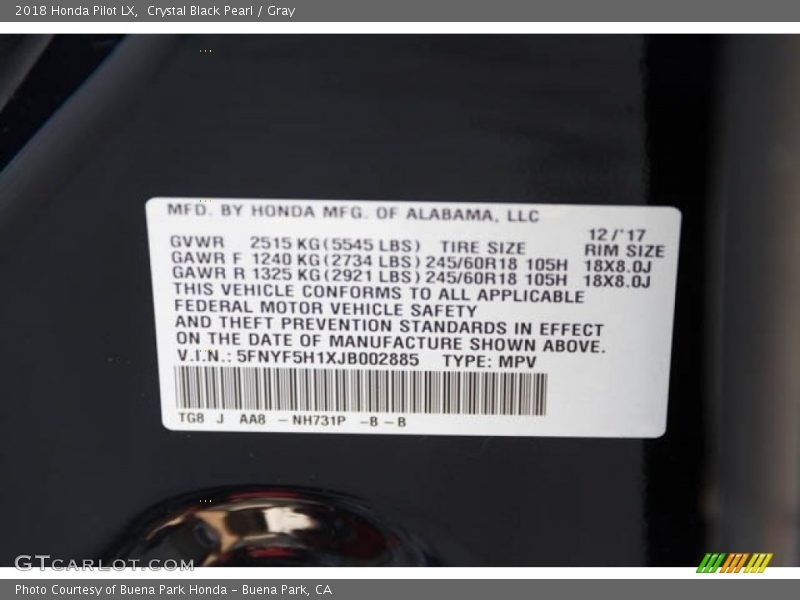 2018 Honda Pilot LX,  Crystal Black Pearl / Gray
MFD. BY HONDA MFG. OF ALABAMA, LLC
12/'17
GVWR 2515 KG(5545 LBS) TIRE SIZE RIM SIZE
GAWR F 1240 KG(2734 LBS) 245/60R18 105H 18X8.0J
GAWR R 1325 KG(2921 LBS) 245/60R18 105H 18X8.0J
THIS VEHICLE CONFORMS TO ALL APPLICABLE
FEDERAL MOTOR VEHICLE SAFETY
AND THEFT PREVENTION STANDARDS IN EFFECT
ON THE DATE OF MANUFACTURE SHOWN ABOVE.
V.I.N.: 5FNYF5H1XJB002885 TYPE: MPV
TG8 J AA8 - NH731P -B - B
GTCARLOT.COM
Photo Courtesy of Buena Park Honda - Buena Park, CA